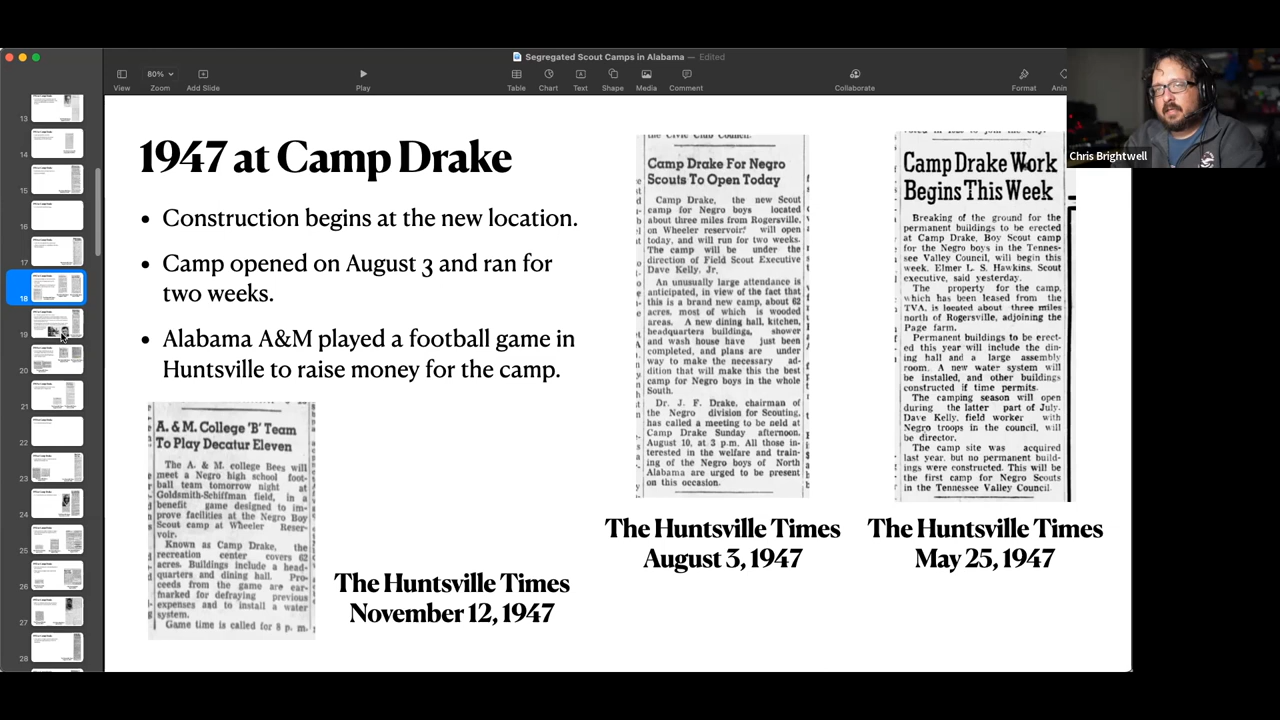 Segregated Scout Camps in Alabama — Edited
80%
View
Zoom
Add Slide
Play
Table
Chart
Text
Shape
Media
Comment
Collaborate
Format
Chris Brightwell
13
14
15
16
17
18
19
20
21
22
23
24
25
26
27
28
1947 at Camp Drake
• Construction begins at the new location.
• Camp opened on August 3 and ran for
two weeks.
• Alabama A&M played a football game in
Huntsville to raise money for the camp.
A. & M. College 'B' Team
To Play Decatur Eleven
The A. & M. college Bees will
meet a Negro high school foot-
ball team tomorrow night at
Goldsmith-Schiffman field, in a
benefit game designed to im-
prove facilities at the Negro Boy
Scout camp at Wheeler Reser-
voir.
Known as Camp Drake, the
recreation center covers 62
acres. Buildings include a head-
quarters and dining hall. Pro-
ceeds from the game are ear-
marked for defraying previous
expenses and to install a water
system.
Game time is called for 8 p. m.
The Huntsville Times
November 12, 1947
the Civic Club Council.
Camp Drake For Negro
Scouts To Open Today
Camp Drake, the new Scout
camp for Negro boys located
about three miles from Rogersville,
on Wheeler reservoir, will open
today, and will run for two weeks.
The camp will be under the
direction of Field Scout Executive
Dave Kelly, Jr.
An unusually large attendance is
anticipated, in view of the fact that
this is a brand new camp, about 62
acres, most of which is wooded
areas. A new dining hall, kitchen,
headquarters buildings, shower
and wash house have just been
completed, and plans are under
way to make the necessary ad-
dition that will make this the best
camp for Negro boys in the whole
South.
Dr. J. F. Drake, chairman of
the Negro division for Scouting,
has called a meeting to be held at
Camp Drake Sunday afternoon,
August 10, at 3 p.m. All those in-
terested in the welfare and train-
ing of the Negro boys of North
Alabama are urged to be present
on this occasion.
The Huntsville Times
August 3, 1947
Camp Drake Work
Begins This Week
Breaking of the ground for the
permanent buildings to be erected
at Camp Drake, Boy Scout camp
for the Negro boys in the Tennes-
see Valley Council, will begin this
week, Elmer L. S. Hawkins, Scout
executive, said yesterday.
The property for the camp,
which has been leased from the
TVA, is located about three miles
north of Rogersville, adjoining the
Page farm.
Permanent buildings to be erect-
ed this year will include the din-
ing hall and a large assembly
room. A new water system will
be installed, and other buildings
constructed if time permits.
The camping season will open
during the latter part of July.
Dave Kelly, field worker with
Negro troops in the council, will
be director.
The camp site was acquired
last year, but no permanent build-
ings were constructed. This will be
the first camp for Negro Scouts
in the Tennessee Valley Council.
The Huntsville Times
May 25, 1947